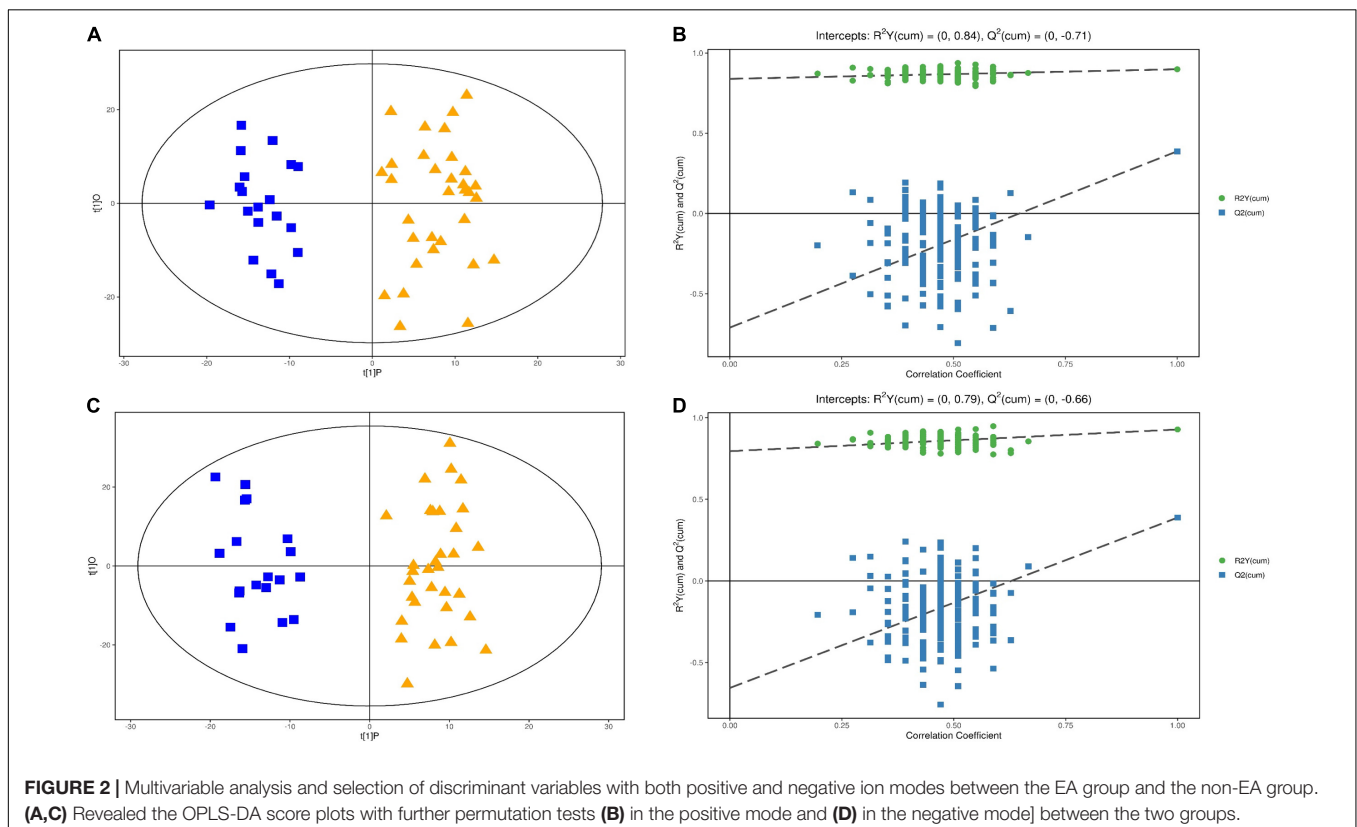 A
20
0
-20
t[1]O
-30
-20
-10
0
10
20
30
t[1]P
B
Intercepts: R²Y(cum) = (0, 0.84), Q²(cum) = (0, -0.71)
1.0
0.5
0.0
-0.5
R²Y(cum) and Q²(cum)
0.00
0.25
0.50
0.75
1.00
Correlation Coefficient
R2Y(cum)
Q2(cum)
C
20
0
-20
t[1]O
-30
-20
-10
0
10
20
30
t[1]P
D
Intercepts: R²Y(cum) = (0, 0.79), Q²(cum) = (0, -0.66)
1.0
0.5
0.0
-0.5
R²Y(cum) and Q²(cum)
0.00
0.25
0.50
0.75
1.00
Correlation Coefficient
R2Y(cum)
Q2(cum)
FIGURE 2 | Multivariable analysis and selection of discriminant variables with both positive and negative ion modes between the EA group and the non-EA group.
(A,C) Revealed the OPLS-DA score plots with further permutation tests (B) in the positive mode and (D) in the negative mode] between the two groups.